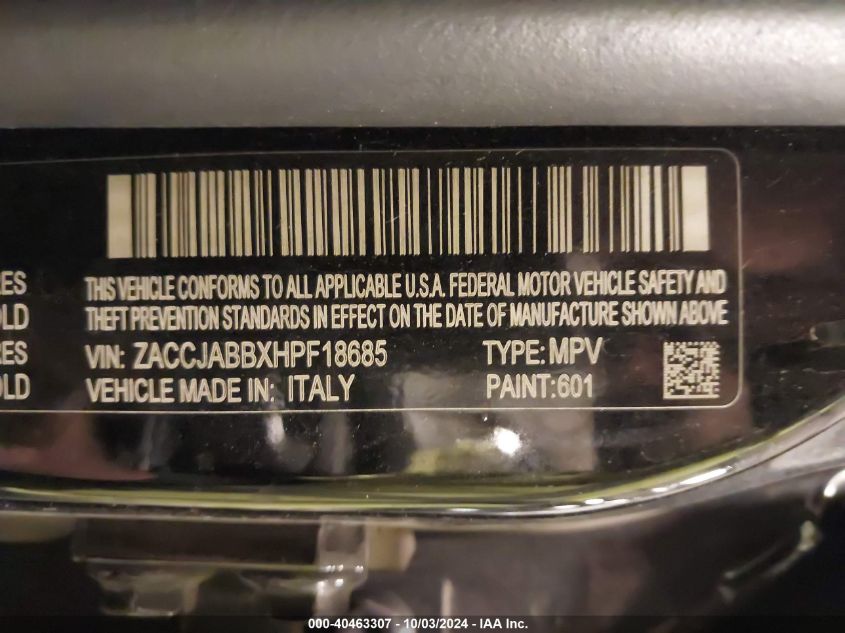 THIS VEHICLE CONFORMS TO ALL APPLICABLE U.S.A. FEDERAL MOTOR VEHICLE SAFETY AND
THEFT PREVENTION STANDARDS IN EFFECT ON THE DATE OF MANUFACTURE SHOWN ABOVE
RES
OLD
RES
OLD
VIN: ZACCJABBXHPF18685 TYPE: MPV
VEHICLE MADE IN: ITALY PAINT:601
000-40463307 - 10/03/2024 - IAA Inc.